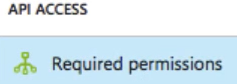 API ACCESS
Required permissions